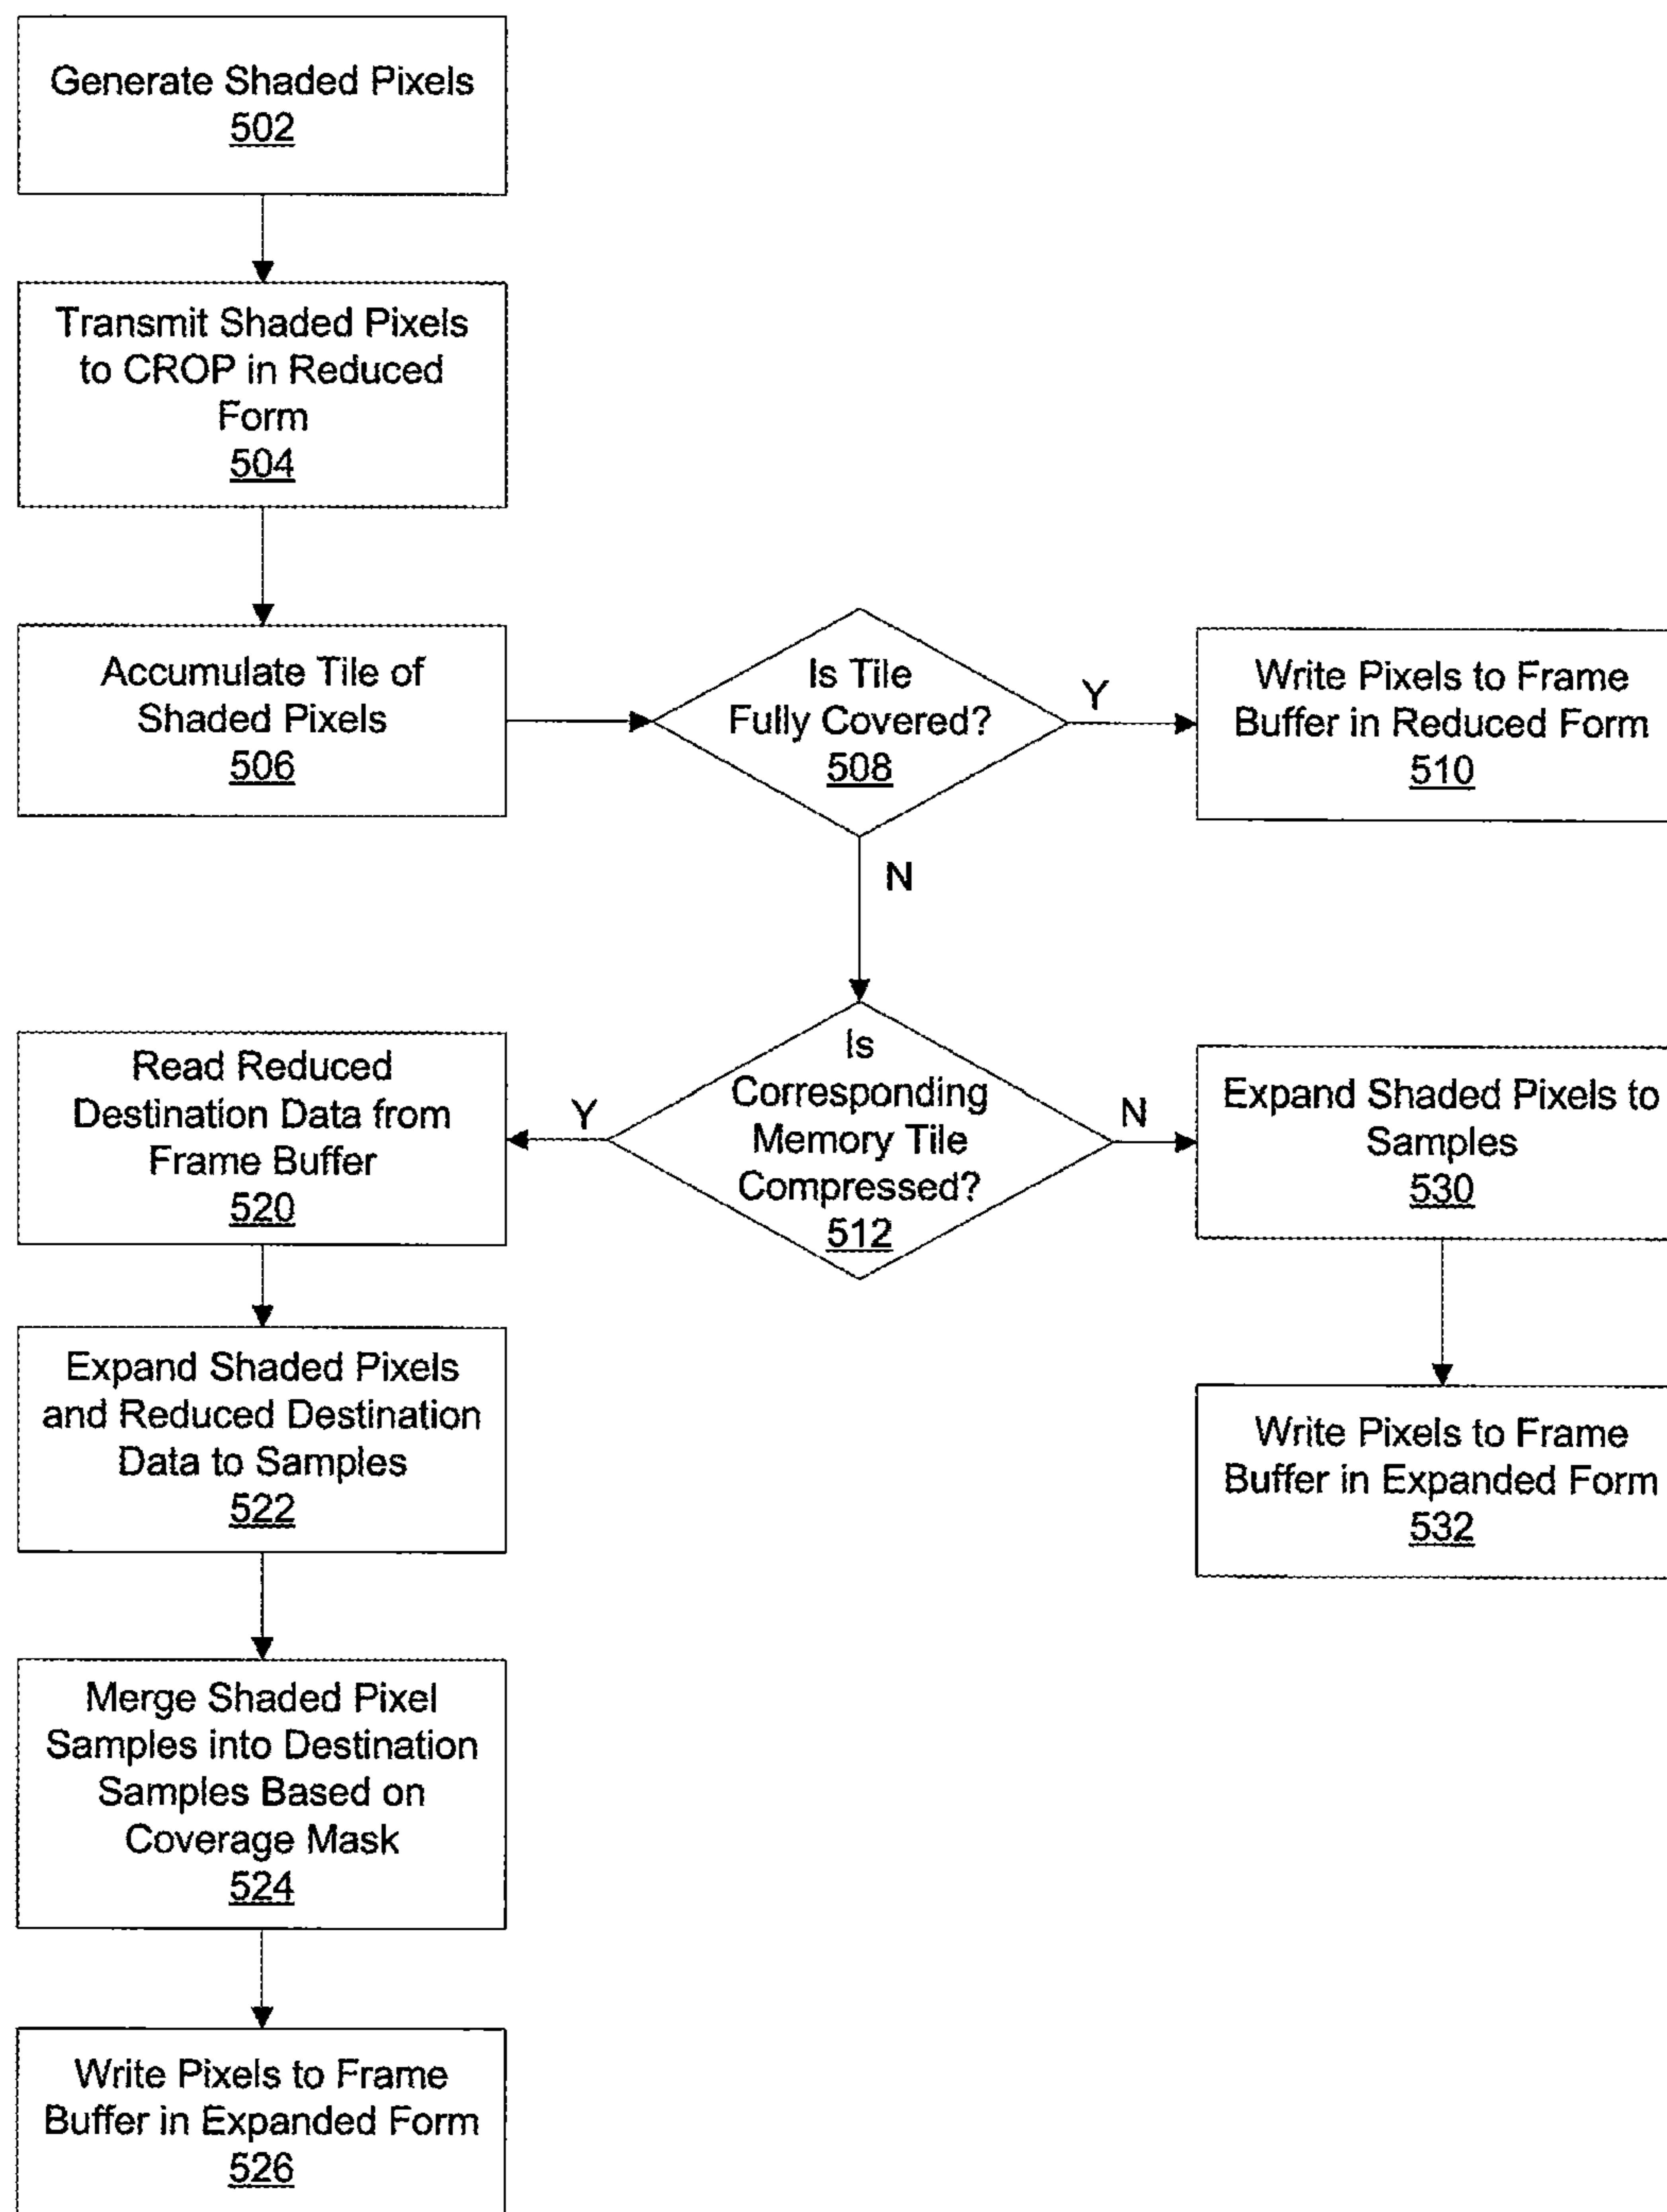 Generate Shaded Pixels
502
Transmit Shaded Pixels
to CROP in Reduced
Form
504
Accumulate Tile of
Shaded Pixels
506
Is Tile
Fully Covered?
508
Y
Write Pixels to Frame
Buffer in Reduced Form
510
N
Is
Corresponding
Memory Tile
Compressed?
512
Y
N
Read Reduced
Destination Data from
Frame Buffer
520
Expand Shaded Pixels to
Samples
530
Expand Shaded Pixels
and Reduced Destination
Data to Samples
522
Write Pixels to Frame
Buffer in Expanded Form
532
Merge Shaded Pixel
Samples into Destination
Samples Based on
Coverage Mask
524
Write Pixels to Frame
Buffer in Expanded Form
526